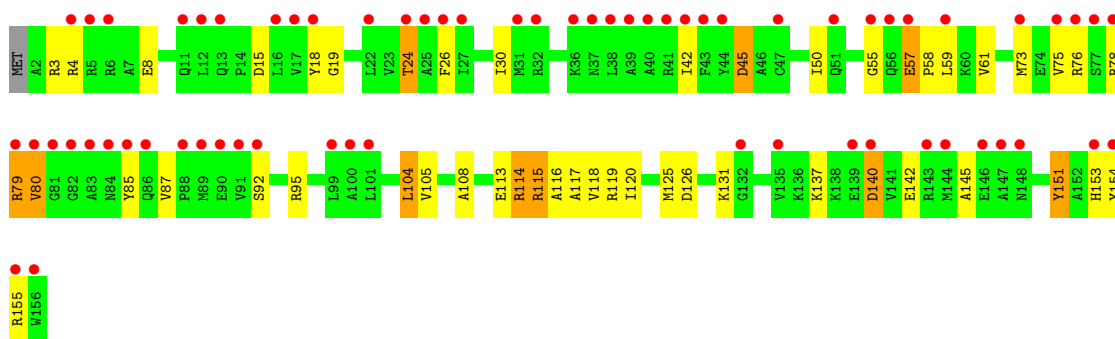 MET A2 R3 R4 R5 R6 A7 E8 Q11 L12 Q13 P14 D15 L16 V17 Y18 G19 L22 V23 T24 A25 F26 I27 I30 M31 R32 K36 N37 L38 A39 A40 R41 I42 F43 Y44 D45 A46 C47 I50 Q51 G55 Q56 E57 P58 L59 K60 V61 M73 E74 V75 R76 S77 R78
R79 V80 G81 G82 A83 N84 Y85 Q86 V87 P88 M89 E90 V91 S92 R95 L99 A100 L101 L104 V105 A108 E113 R114 R115 A116 A117 V118 R119 I120 M125 D126 K131 G132 V135 K136 K137 K138 E139 D140 V141 E142 R143 M144 A145 E146 A147 N148 Y151 A152 H153 Y154
R155 W156